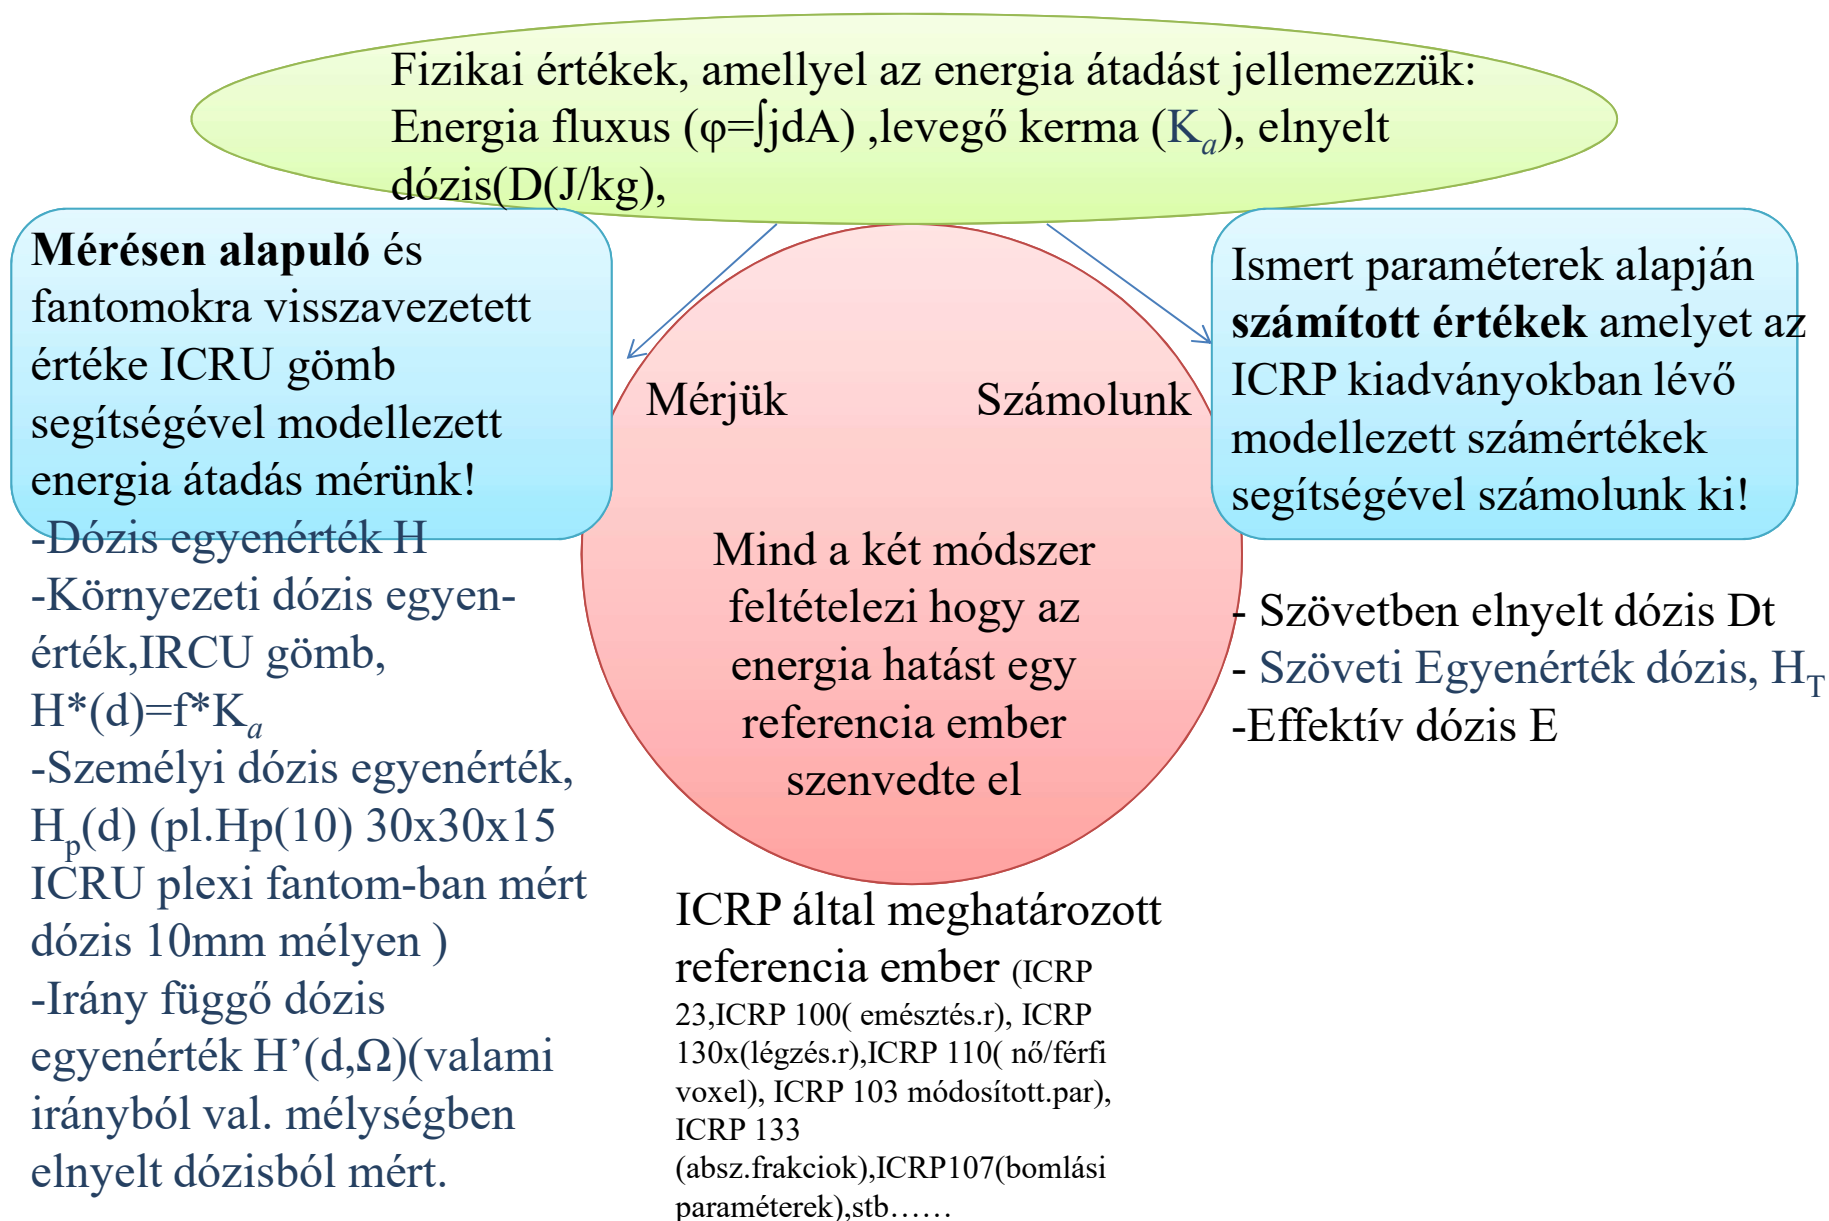 Fizikai értékek, amellyel az energia átadást jellemezzük:
Energia fluxus (φ=∫jdA) ,levegő kerma (Kₐ), elnyelt
dózis(D(J/kg),
Mérésen alapuló és
fantomokra visszavezetett
értéke ICRU gömb
segítségével modellezett
energia átadás mérünk!
-Dózis egyenérték H
-Környezeti dózis egyen-
érték,IRCU gömb,
H*(d)=f*Kₐ
-Személyi dózis egyenérték,
Hₚ(d) (pl.Hp(10) 30x30x15
ICRU plexi fantom-ban mért
dózis 10mm mélyen )
-Irány függő dózis
egyenérték H’(d,Ω)(valami
irányból val. mélységben
elnyelt dózisból mért.
Mérjük
Számolunk
Mind a két módszer
feltételezi hogy az
energia hatást egy
referencia ember
szenvedte el
ICRP által meghatározott
referencia ember (ICRP
23,ICRP 100( emésztés.r), ICRP
130x(légzés.r),ICRP 110( nő/férfi
voxel), ICRP 103 módosított.par),
ICRP 133
(absz.frakciok),ICRP107(bomlási
paraméterek),stb……
Ismert paraméterek alapján
számított értékek amelyet az
ICRP kiadványokban lévő
modellezett számértékek
segítségével számolunk ki!
- Szövetben elnyelt dózis Dt
- Szöveti Egyenérték dózis, H_T
-Effektív dózis E